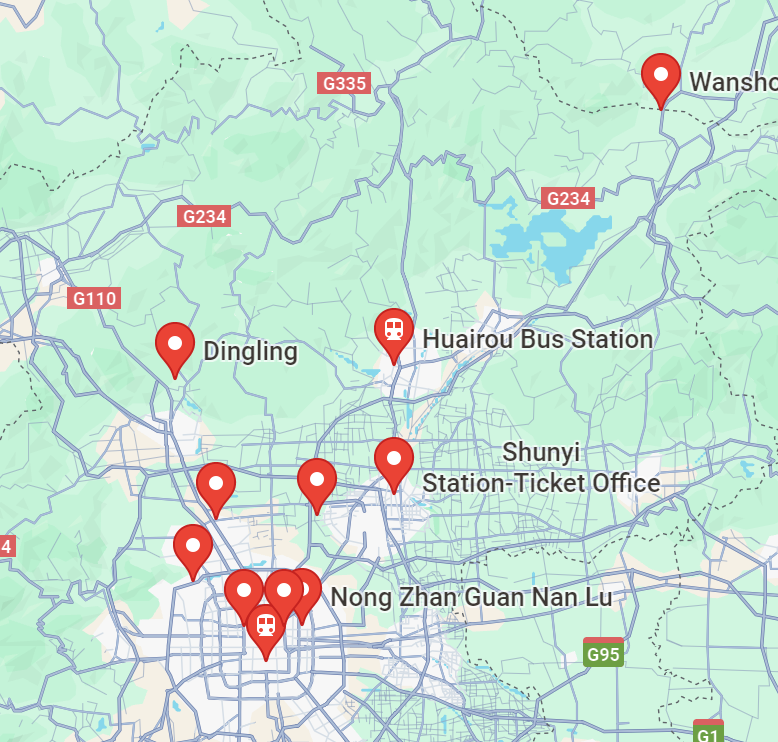 G335
Wansho
G234
G234
G110
Huairou Bus Station
Dingling
Shunyi
Station-Ticket Office
4
Nong Zhan Guan Nan Lu
G95
G1